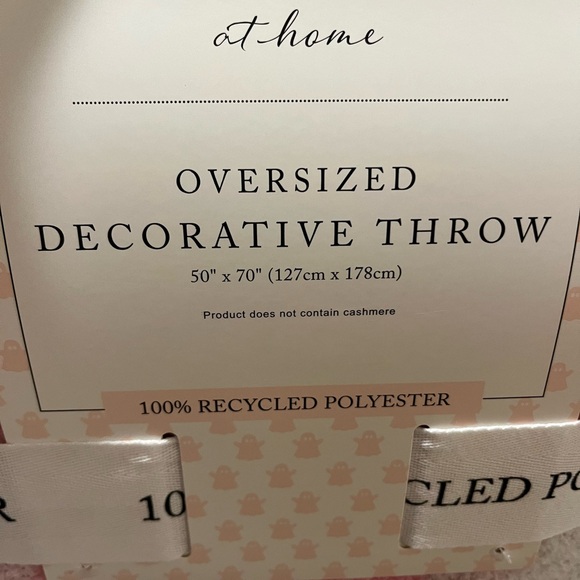 at home
OVERSIZED
DECORATIVE THROW
50" x 70" (127cm x 178cm)
Product does not contain cashmere
100% RECYCLED POLYESTER
R 10 CLED PO